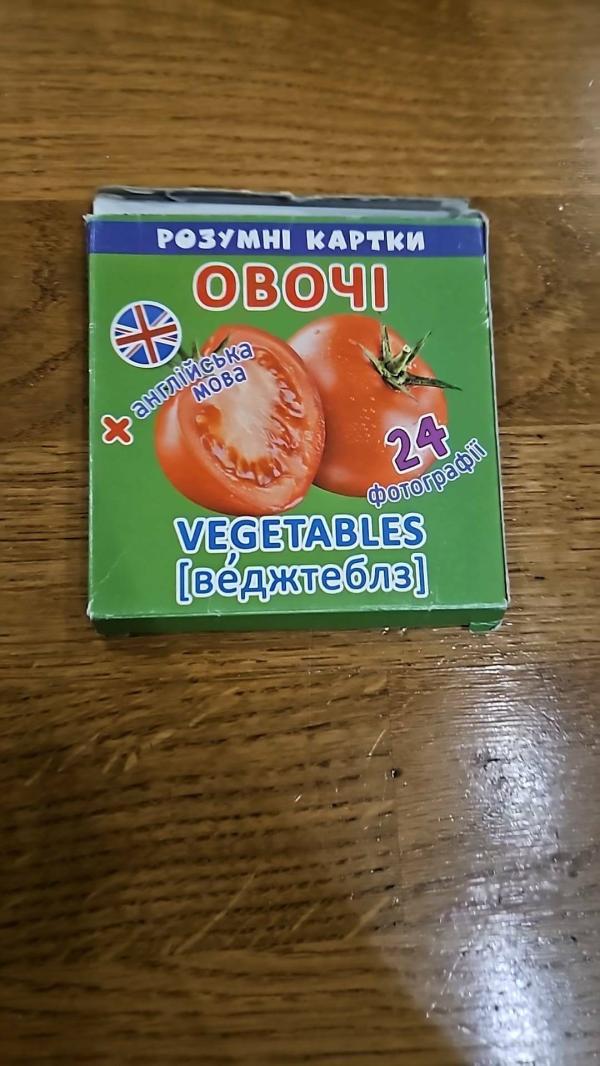 РОЗУМНІ КАРТКИ
ОВОЧІ
+ англійська
мова
24
фотографії
VEGETABLES
[ве́джтеблз]